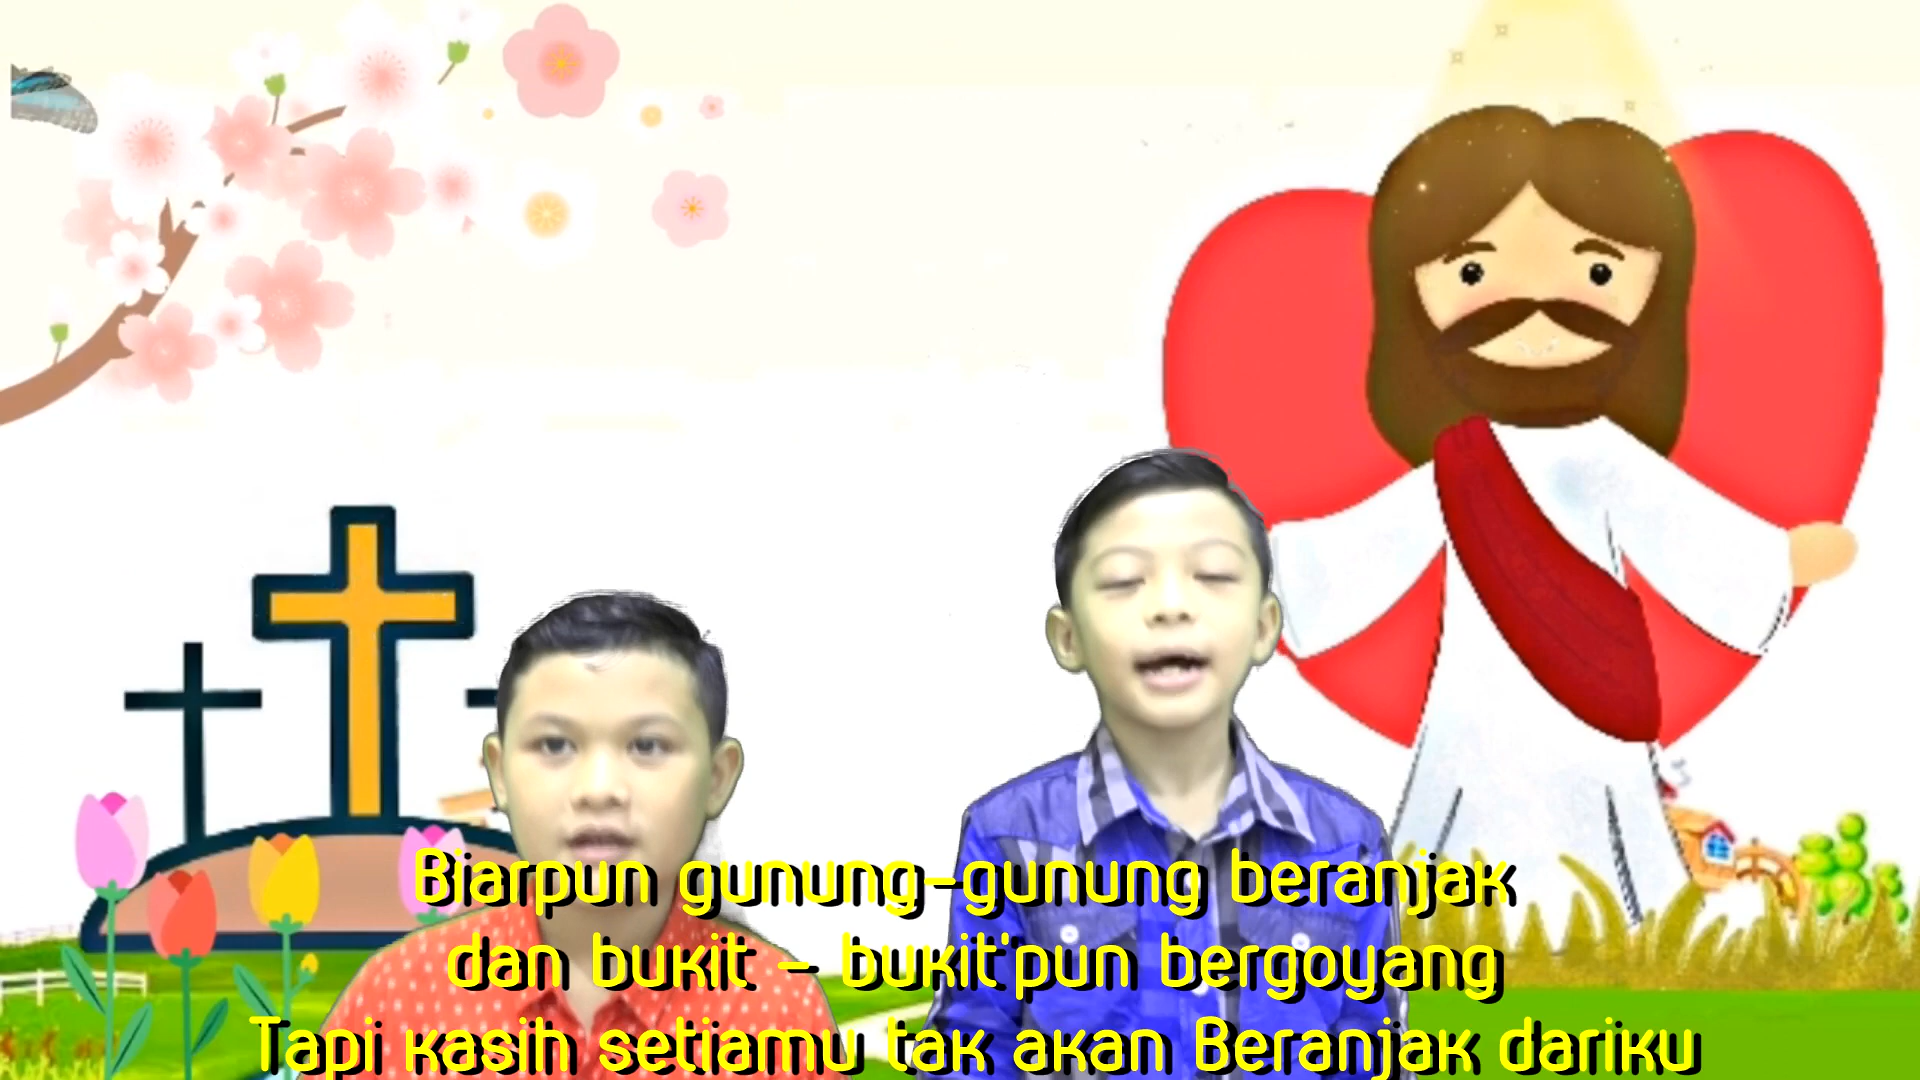 Biarpun gunung-gunung beranjak
dan bukit - bukit'pun bergoyang
Tapi kasih setiamu tak akan Beranjak dariku